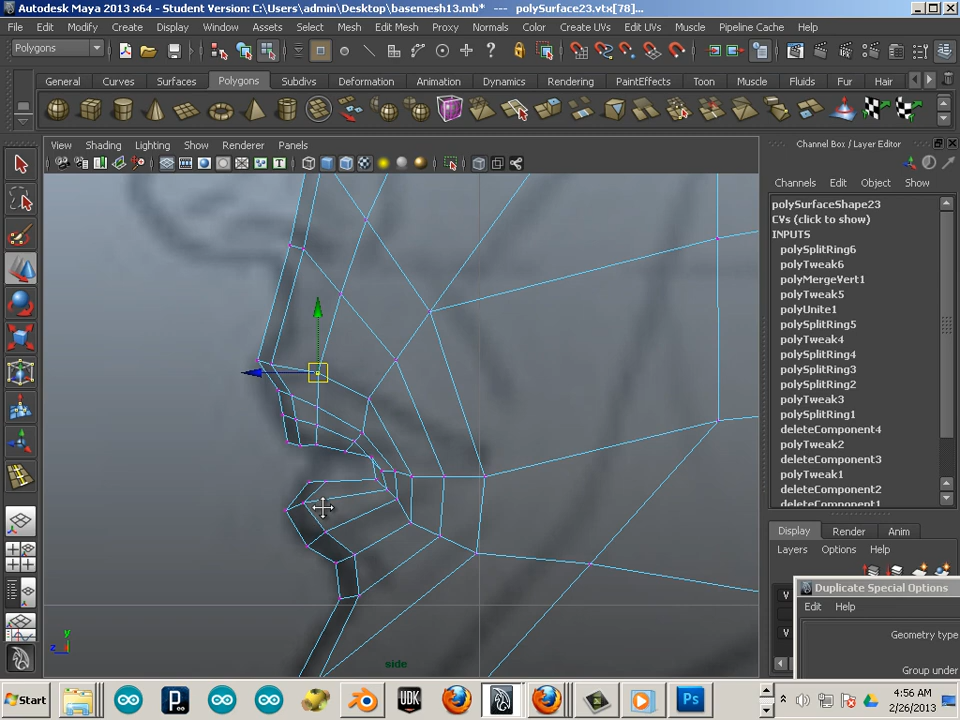 Autodesk Maya 2013 x64 - Student Version: C:\Users\admin\Desktop\basemesh13.mb* --- polySurface23.vtx[78]...
File Edit Modify Create Display Window Assets Select Mesh Edit Mesh Proxy Normals Color Create UVs Edit UVs Muscle Pipeline Cache Help
Polygons
General Curves Surfaces Polygons Subdivs Deformation Animation Dynamics Rendering PaintEffects Toon Muscle Fluids Fur Hair
View Shading Lighting Show Renderer Panels
Channel Box / Layer Editor
Channels Edit Object Show
polySurfaceShape23
CVs (click to show)
INPUTS
polySplitRing6
polyTweak6
polyMergeVert1
polyTweak5
polyUnite1
polySplitRing5
polyTweak4
polySplitRing4
polySplitRing3
polySplitRing2
polyTweak3
polySplitRing1
deleteComponent4
polyTweak2
deleteComponent3
polyTweak1
deleteComponent2
deleteComponent1
Display Render Anim
Layers Options Help
V
V
Duplicate Special Options
Edit Help
Geometry type
Group under
y
z
side
Start
UDK
Ps
4:56 AM
2/26/2013